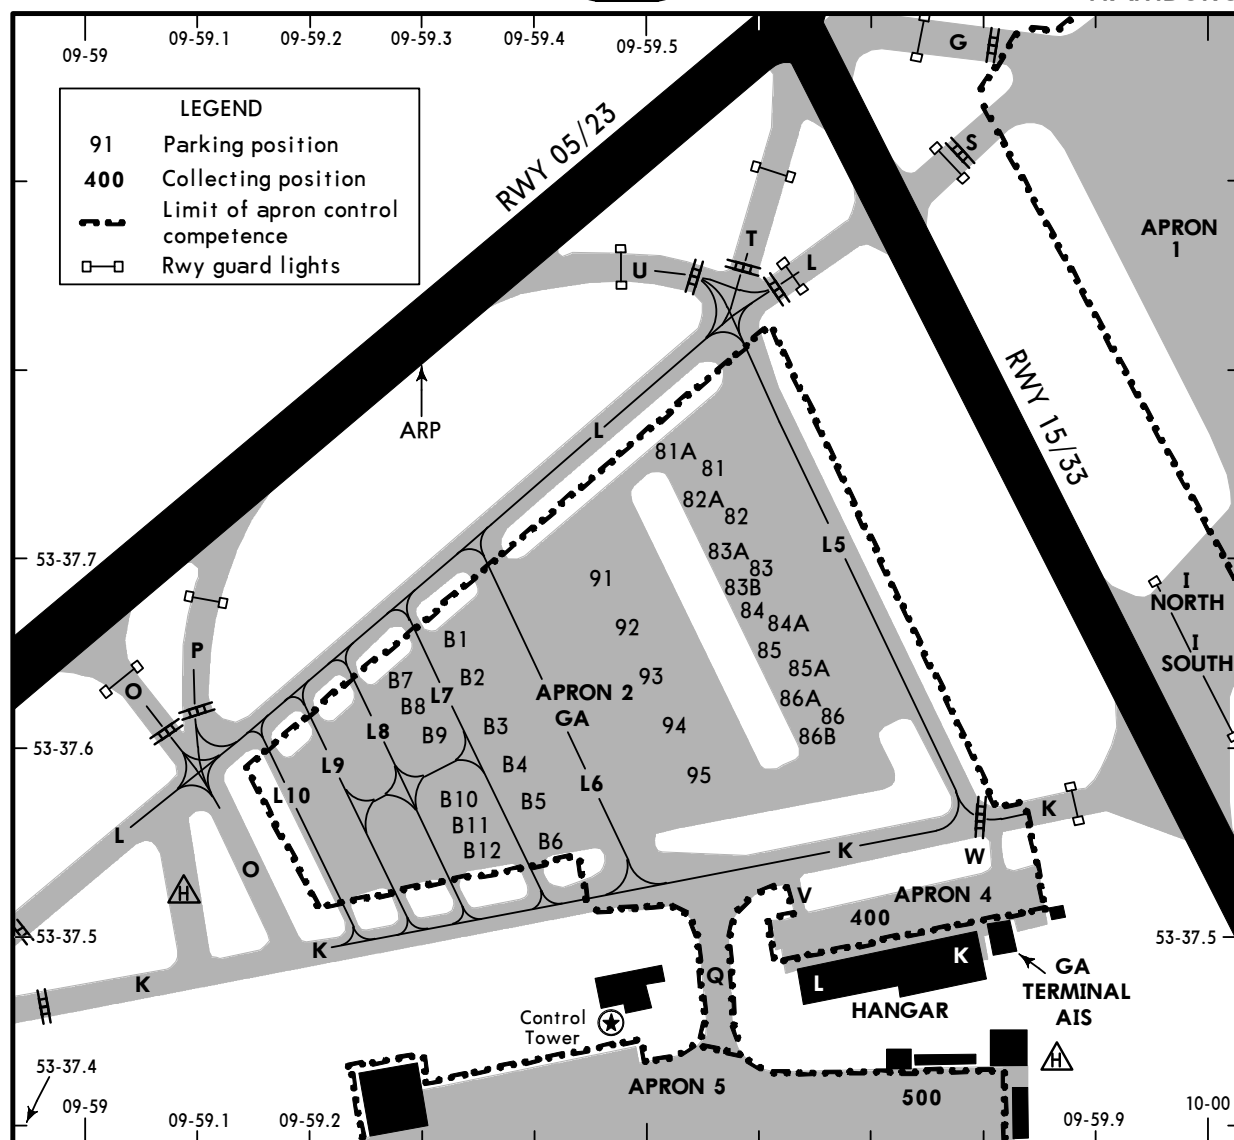 09-59
09-59.1
09-59.2
09-59.3
09-59.4
09-59.5
G
LEGEND
91 Parking position
400 Collecting position
Limit of apron control
competence
Rwy guard lights
RWY 05/23
S
APRON
1
T
U
L
ARP
RWY 15/33
L
81A
81
82A
82
L5
83A
83
83B
84
84A
85
85A
86A
86
86B
53-37.7
91
92
93
94
95
I
NORTH
I
SOUTH
P
O
B1
B2
B3
B4
B5
B6
B7
B8
B9
B10
B11
B12
L7
L8
L9
L10
L6
APRON 2
GA
53-37.6
L
O
H
K
K
W
V
APRON 4
400
K
53-37.5
53-37.5
K
Q
K
L
HANGAR
GA
TERMINAL
AIS
Control
Tower
H
53-37.4
APRON 5
500
09-59
09-59.1
09-59.2
09-59.9
10-00